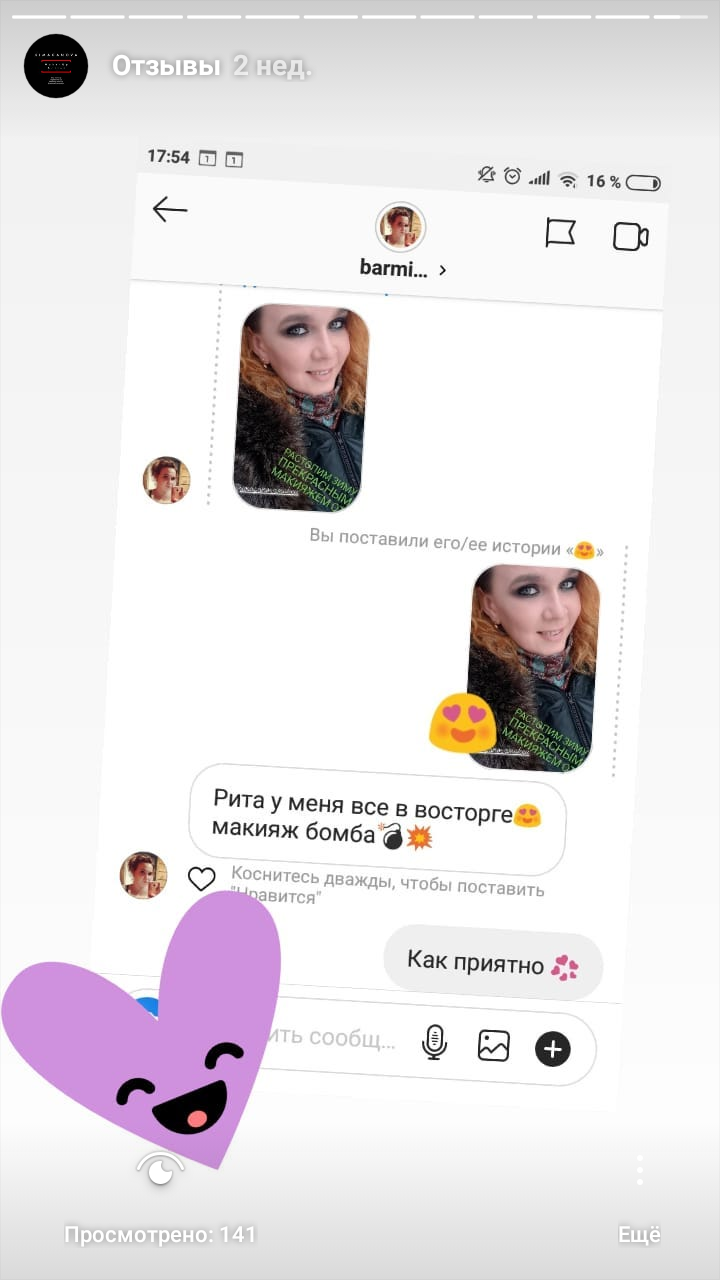 Отзывы 2 нед.
17:54
16 %
barmi... >
РАСТОПИМ ЗИМУ
ПРЕКРАСНЫМ
МАКИЯЖЕМ ОТ
Вы поставили его/ее истории «😍»
РАСТОПИМ ЗИМУ
ПРЕКРАСНЫМ
МАКИЯЖЕМ ОТ
Рита у меня все в восторге😍
макияж бомба💣💥
Коснитесь дважды, чтобы поставить
"Нравится"
Как приятно 💞
ить сообщ...
Просмотрено: 141
Ещё